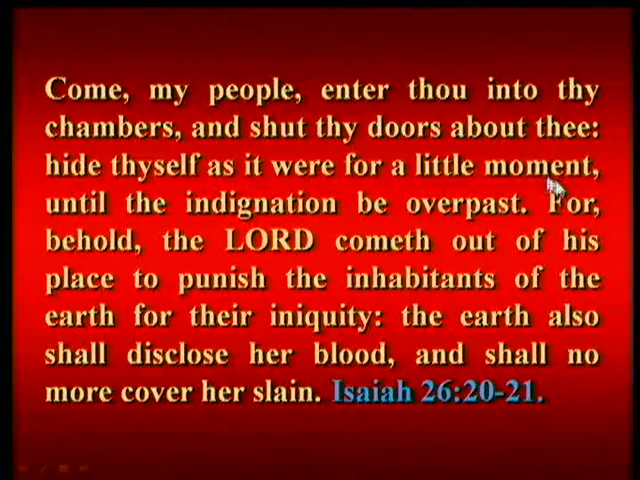 Come, my people, enter thou into thy
chambers, and shut thy doors about thee:
hide thyself as it were for a little moment,
until the indignation be overpast. For,
behold, the LORD cometh out of his
place to punish the inhabitants of the
earth for their iniquity: the earth also
shall disclose her blood, and shall no
more cover her slain. Isaiah 26:20-21.